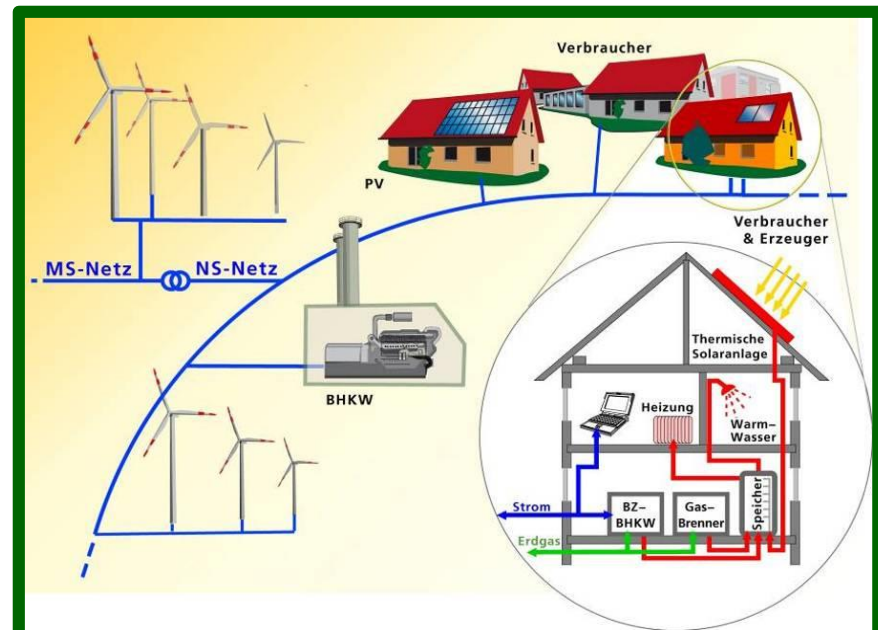 Verbraucher
PV
Verbraucher
& Erzeuger
MS-Netz
NS-Netz
BHKW
Thermische
Solaranlage
Heizung
Warm-
Wasser
Strom
BZ-
BHKW
Gas-
Brenner
Speicher
Erdgas